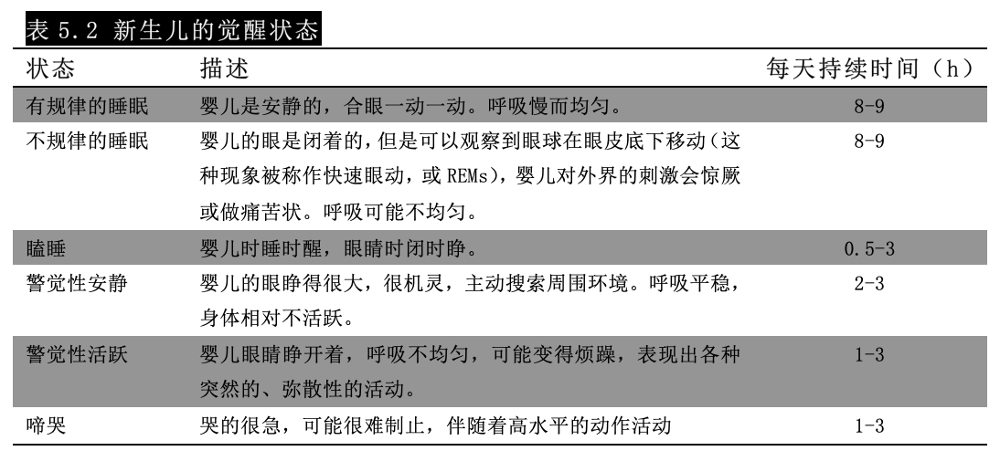 表 5.2 新生儿的觉醒状态
状态 描述 每天持续时间（h）
有规律的睡眠 婴儿是安静的，合眼一动一动。呼吸慢而均匀。 8-9
不规律的睡眠 婴儿的眼是闭着的，但是可以观察到眼球在眼皮底下移动（这 8-9
种现象被称作快速眼动，或 REMs），婴儿对外界的刺激会惊厥
或做痛苦状。呼吸可能不均匀。
瞌睡 婴儿时睡时醒，眼睛时闭时睁。 0.5-3
警觉性安静 婴儿的眼睁得很大，很机灵，主动搜索周围环境。呼吸平稳， 2-3
身体相对不活跃。
警觉性活跃 婴儿眼睛睁开着，呼吸不均匀，可能变得烦躁，表现出各种 1-3
突然的、弥散性的活动。
啼哭 哭的很急，可能很难制止，伴随着高水平的动作活动 1-3